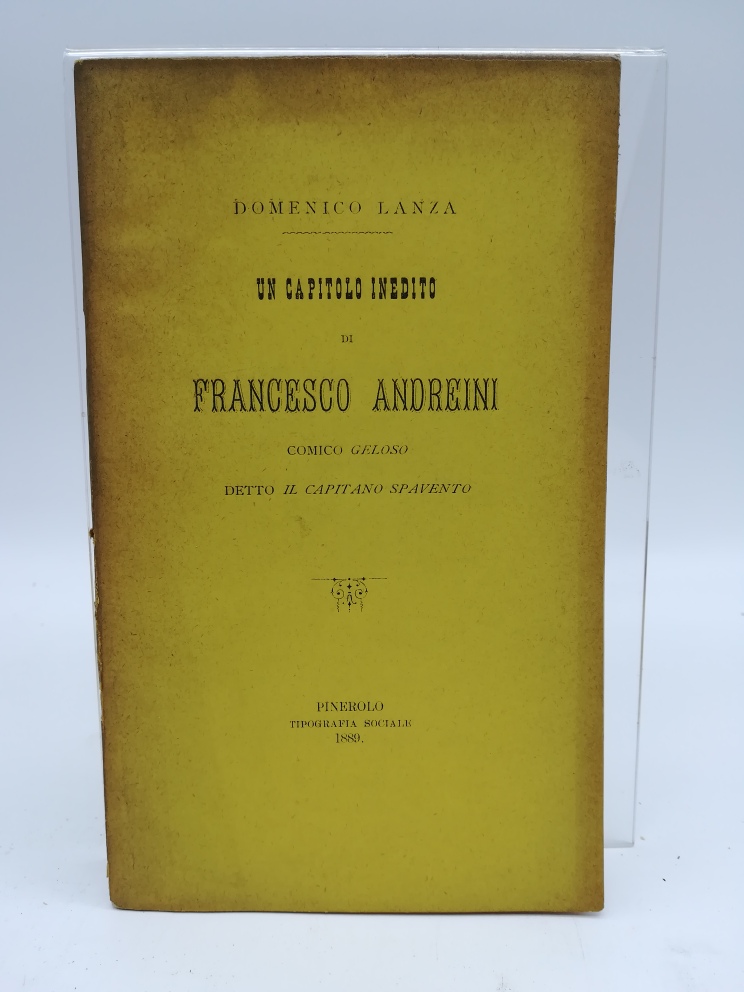 DOMENICO LANZA
UN CAPITOLO INEDITO
DI
FRANCESCO ANDREINI
COMICO GELOSO
DETTO IL CAPITANO SPAVENTO
PINEROLO
TIPOGRAFIA SOCIALE
1889.